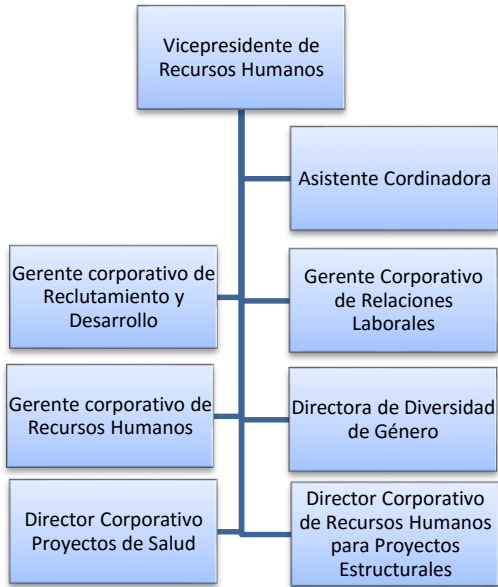 Vicepresidente de
Recursos Humanos
Asistente Cordinadora
Gerente corporativo de
Reclutamiento y
Desarrollo
Gerente Corporativo
de Relaciones
Laborales
Gerente corporativo de
Recursos Humanos
Directora de Diversidad
de Género
Director Corporativo
Proyectos de Salud
Director Corporativo
de Recursos Humanos
para Proyectos
Estructurales